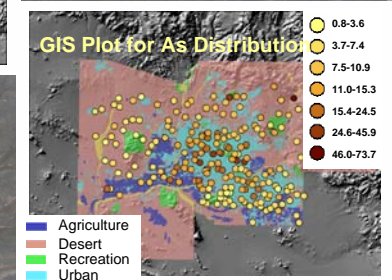 GIS Plot for As Distribution
0.8-3.6
3.7-7.4
7.5-10.9
11.0-15.3
15.4-24.5
24.6-45.9
46.0-73.7
Agriculture
Desert
Recreation
Urban